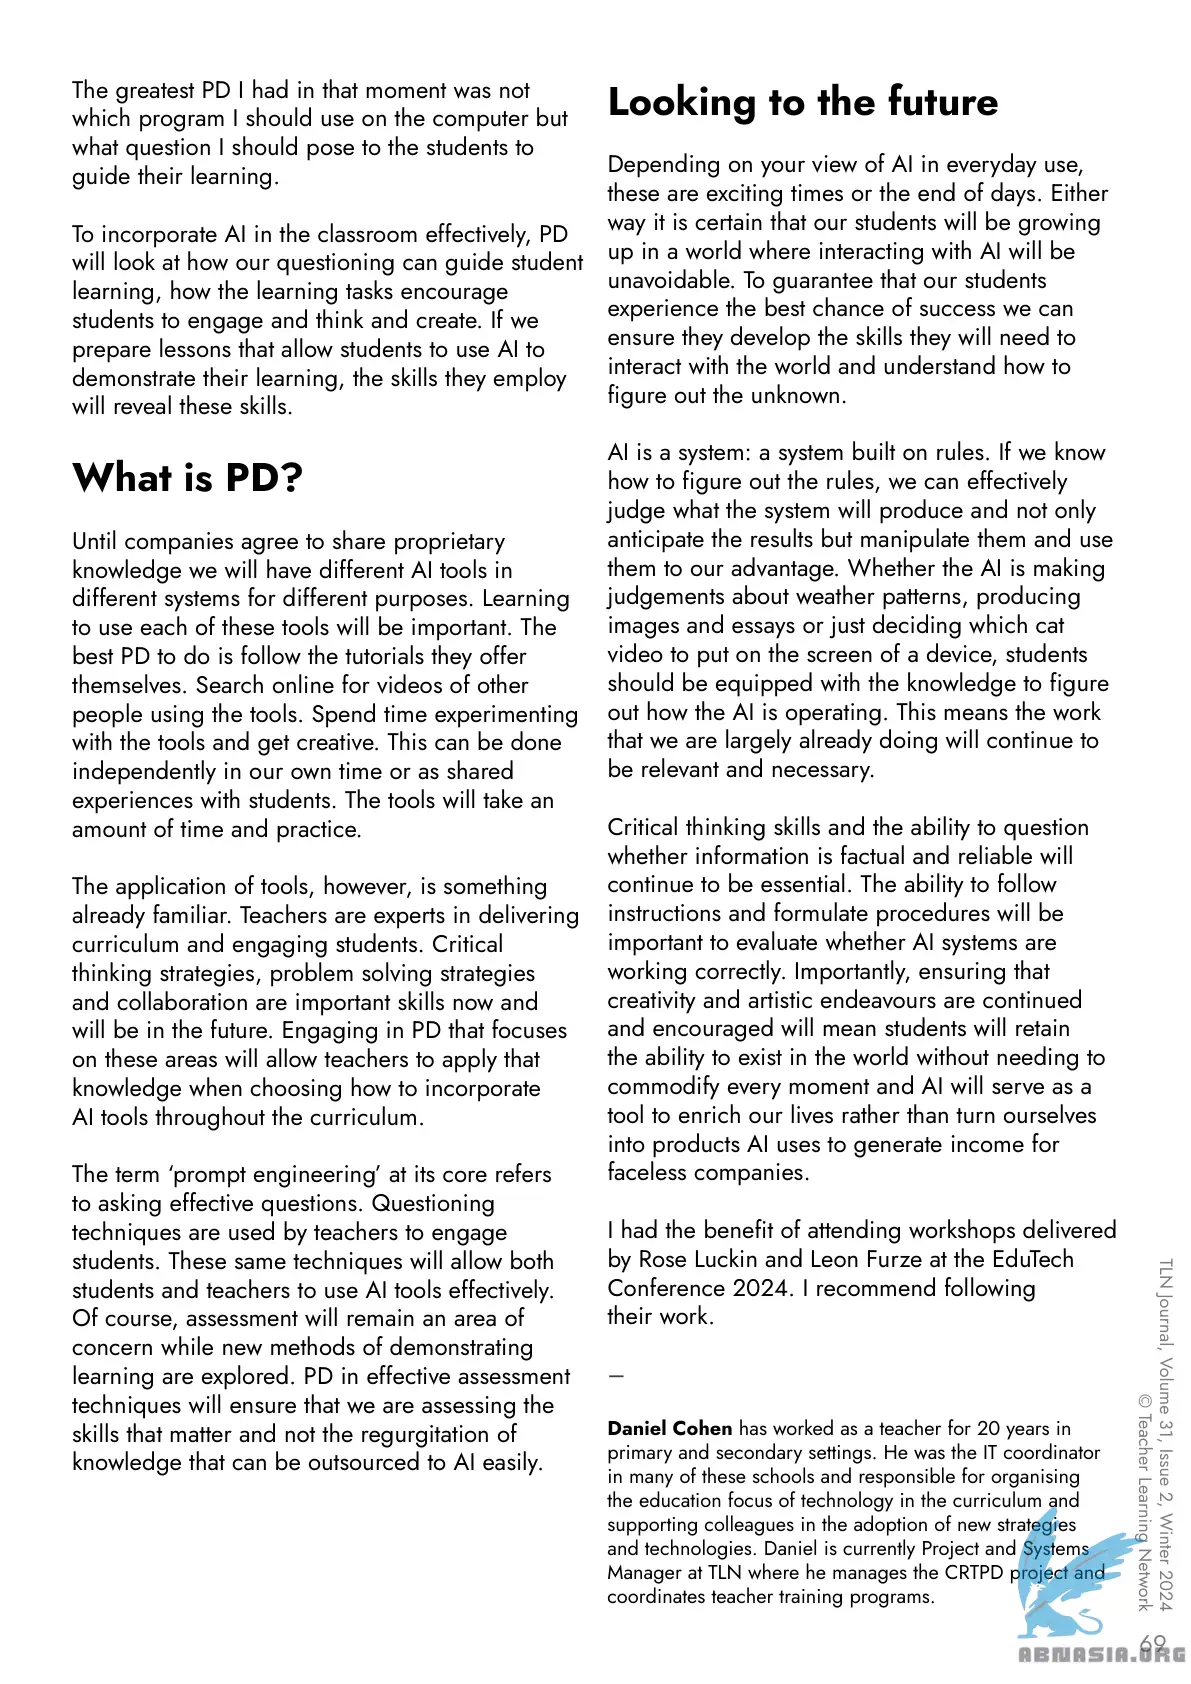 The greatest PD I had in that moment was not
which program I should use on the computer but
what question I should pose to the students to
guide their learning.
To incorporate AI in the classroom effectively, PD
will look at how our questioning can guide student
learning, how the learning tasks encourage
students to engage and think and create. If we
prepare lessons that allow students to use AI to
demonstrate their learning, the skills they employ
will reveal these skills.
What is PD?
Until companies agree to share proprietary
knowledge we will have different AI tools in
different systems for different purposes. Learning
to use each of these tools will be important. The
best PD to do is follow the tutorials they offer
themselves. Search online for videos of other
people using the tools. Spend time experimenting
with the tools and get creative. This can be done
independently in our own time or as shared
experiences with students. The tools will take an
amount of time and practice.
The application of tools, however, is something
already familiar. Teachers are experts in delivering
curriculum and engaging students. Critical
thinking strategies, problem solving strategies
and collaboration are important skills now and
will be in the future. Engaging in PD that focuses
on these areas will allow teachers to apply that
knowledge when choosing how to incorporate
AI tools throughout the curriculum.
The term ‘prompt engineering’ at its core refers
to asking effective questions. Questioning
techniques are used by teachers to engage
students. These same techniques will allow both
students and teachers to use AI tools effectively.
Of course, assessment will remain an area of
concern while new methods of demonstrating
learning are explored. PD in effective assessment
techniques will ensure that we are assessing the
skills that matter and not the regurgitation of
knowledge that can be outsourced to AI easily.
Looking to the future
Depending on your view of AI in everyday use,
these are exciting times or the end of days. Either
way it is certain that our students will be growing
up in a world where interacting with AI will be
unavoidable. To guarantee that our students
experience the best chance of success we can
ensure they develop the skills they will need to
interact with the world and understand how to
figure out the unknown.
AI is a system: a system built on rules. If we know
how to figure out the rules, we can effectively
judge what the system will produce and not only
anticipate the results but manipulate them and use
them to our advantage. Whether the AI is making
judgements about weather patterns, producing
images and essays or just deciding which cat
video to put on the screen of a device, students
should be equipped with the knowledge to figure
out how the AI is operating. This means the work
that we are largely already doing will continue to
be relevant and necessary.
Critical thinking skills and the ability to question
whether information is factual and reliable will
continue to be essential. The ability to follow
instructions and formulate procedures will be
important to evaluate whether AI systems are
working correctly. Importantly, ensuring that
creativity and artistic endeavours are continued
and encouraged will mean students will retain
the ability to exist in the world without needing to
commodify every moment and AI will serve as a
tool to enrich our lives rather than turn ourselves
into products AI uses to generate income for
faceless companies.
I had the benefit of attending workshops delivered
by Rose Luckin and Leon Furze at the EduTech
Conference 2024. I recommend following
their work.
–
Daniel Cohen has worked as a teacher for 20 years in
primary and secondary settings. He was the IT coordinator
in many of these schools and responsible for organising
the education focus of technology in the curriculum and
supporting colleagues in the adoption of new strategies
and technologies. Daniel is currently Project and Systems
Manager at TLN where he manages the CRTPD project and
coordinates teacher training programs.
TLN Journal, Volume 31, Issue 2, Winter 2024
© Teacher Learning Network
69
ABNASIA.ORG